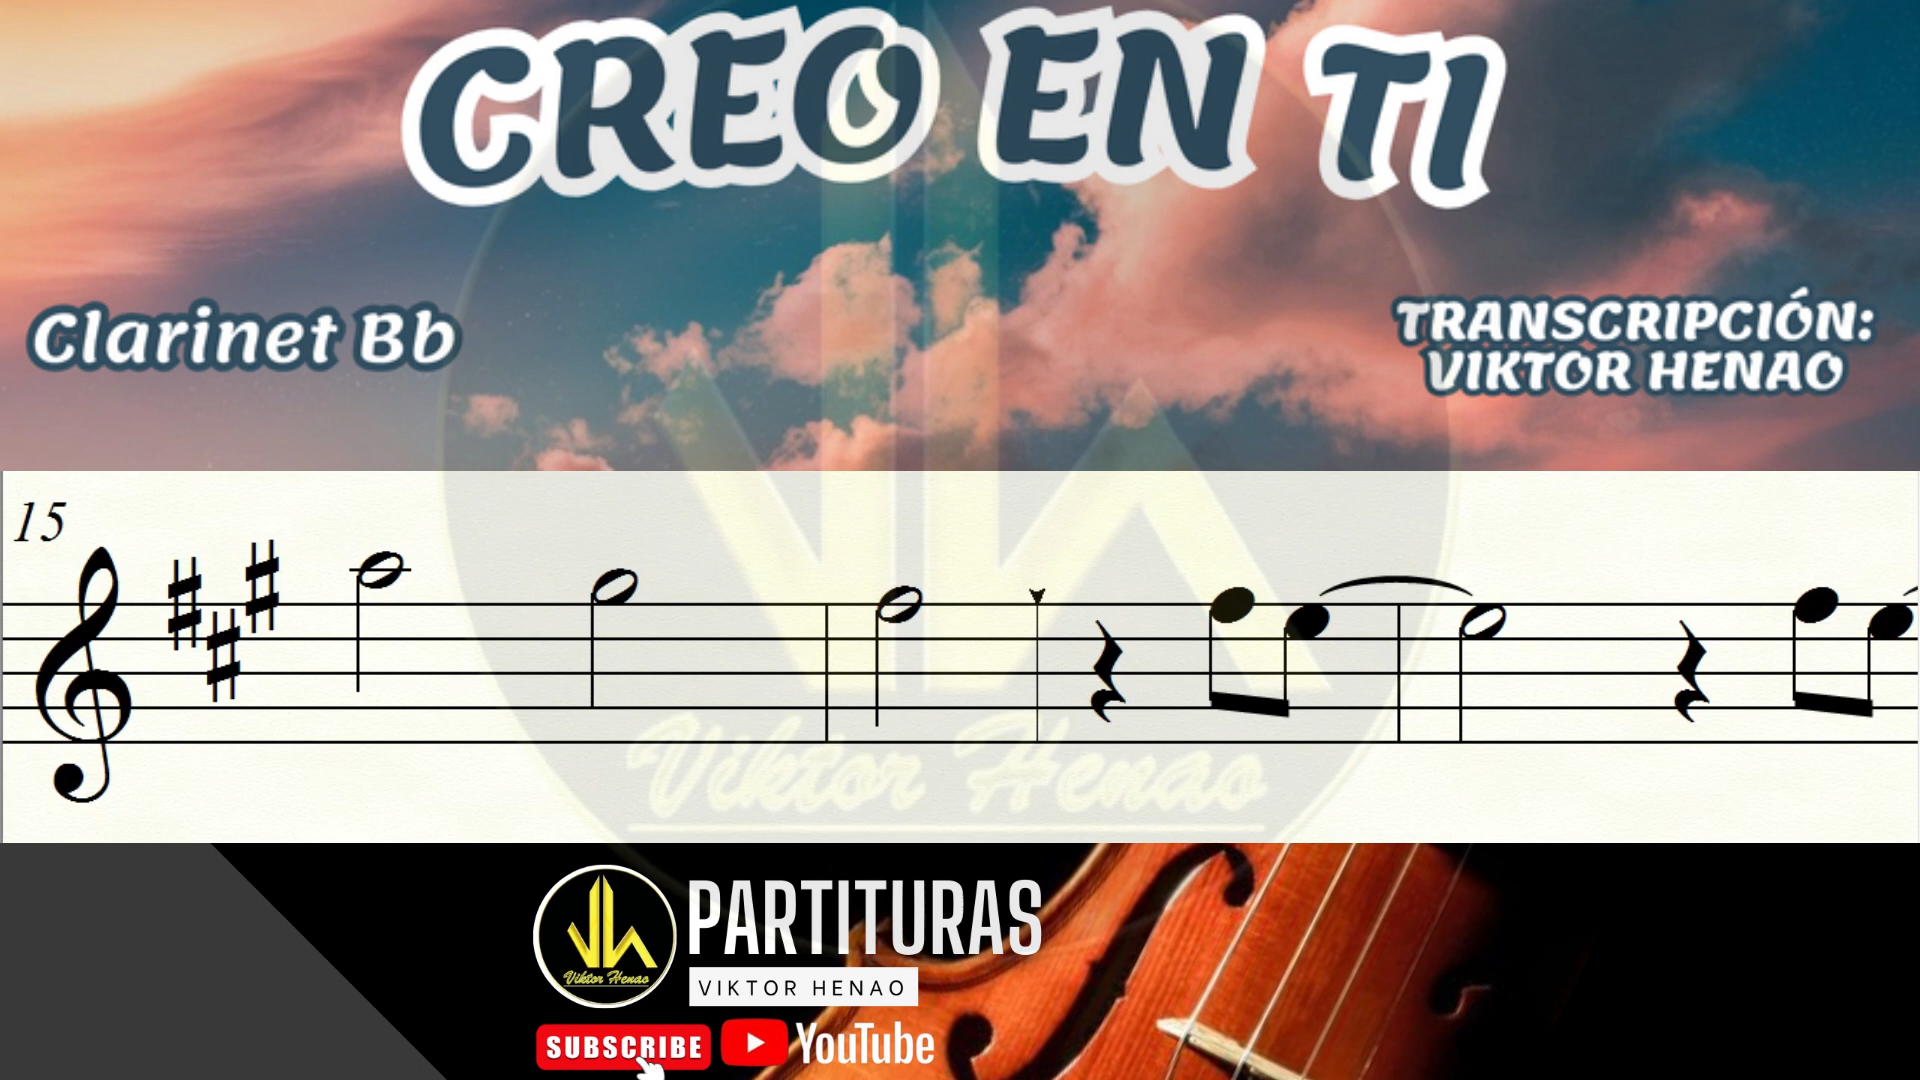 CREO EN TI
Clarinet Bb
TRANSCRIPCIÓN:
VIKTOR HENAO
15
Viktor Henao
Viktor Henao
PARTITURAS
VIKTOR HENAO
SUBSCRIBE
YouTube